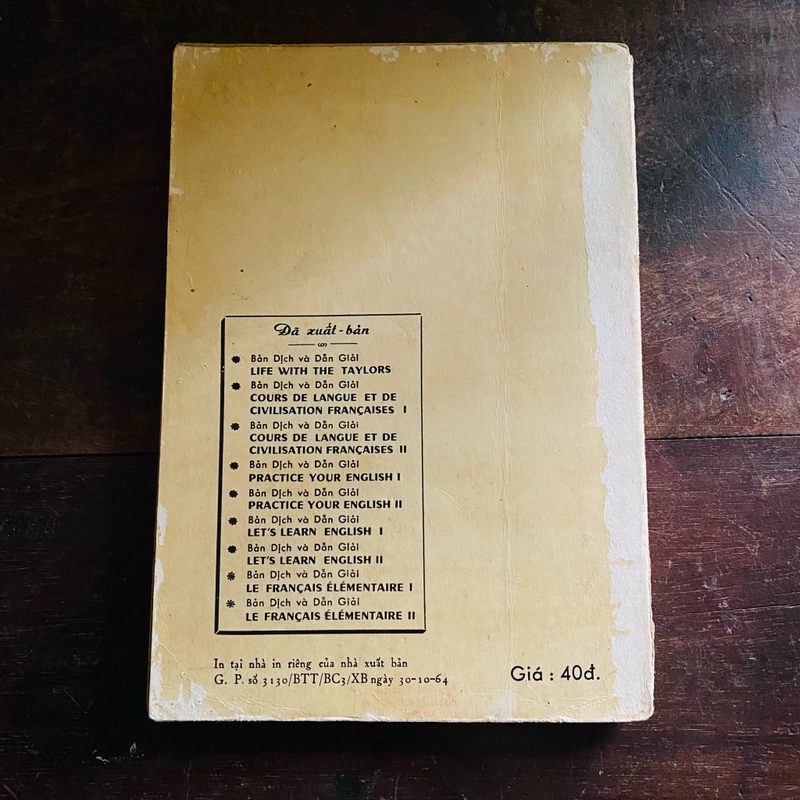 Đã xuất-bản
Bản Dịch và Dẫn Giải
LIFE WITH THE TAYLORS
Bản Dịch và Dẫn Giải
COURS DE LANGUE ET DE
CIVILISATION FRANÇAISES I
Bản Dịch và Dẫn Giải
COURS DE LANGUE ET DE
CIVILISATION FRANÇAISES II
Bản Dịch và Dẫn Giải
PRACTICE YOUR ENGLISH I
Bản Dịch và Dẫn Giải
PRACTICE YOUR ENGLISH II
Bản Dịch và Dẫn Giải
LET'S LEARN ENGLISH I
Bản Dịch và Dẫn Giải
LET'S LEARN ENGLISH II
Bản Dịch và Dẫn Giải
LE FRANÇAIS ÉLÉMENTAIRE I
Bản Dịch và Dẫn Giải
LE FRANÇAIS ÉLÉMENTAIRE II
In tại nhà in riêng của nhà xuất bản
G. P. số 3130/BTT/BC3/XB ngày 30-10-64
Giá : 40đ.